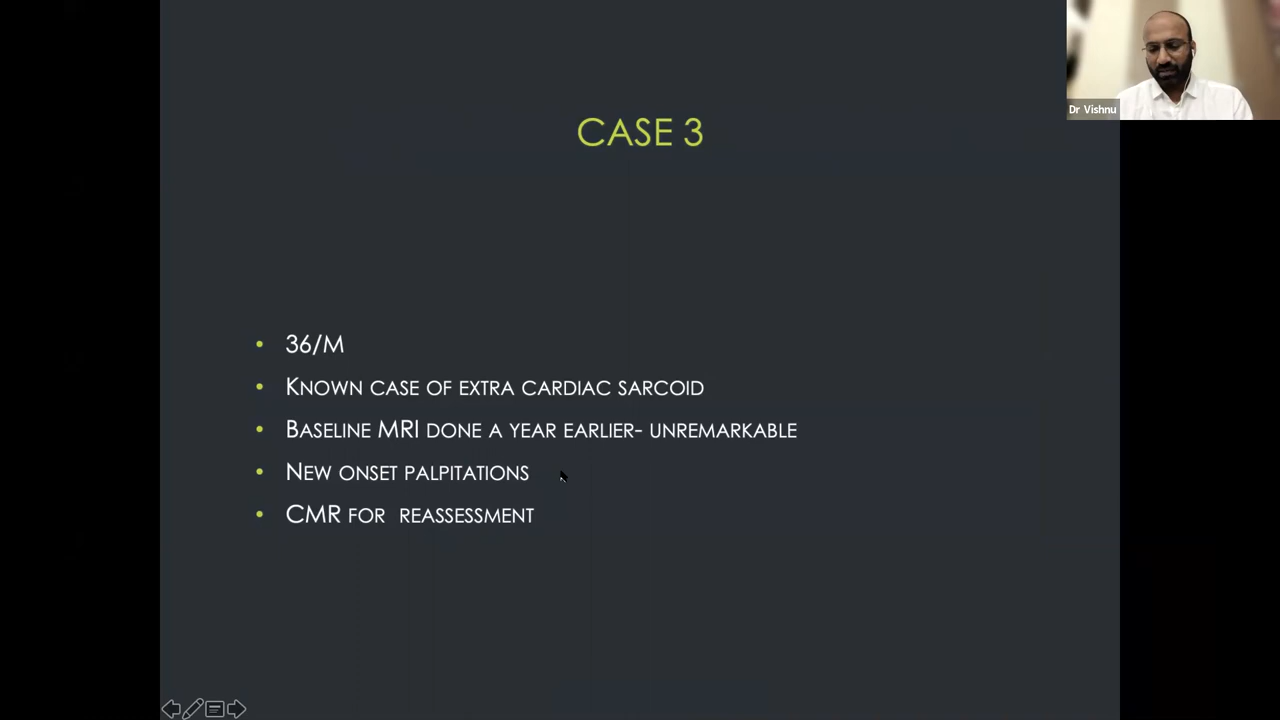 Dr Vishnu
CASE 3
• 36/M
• KNOWN CASE OF EXTRA CARDIAC SARCOID
• BASELINE MRI DONE A YEAR EARLIER- UNREMARKABLE
• NEW ONSET PALPITATIONS
• CMR FOR REASSESSMENT